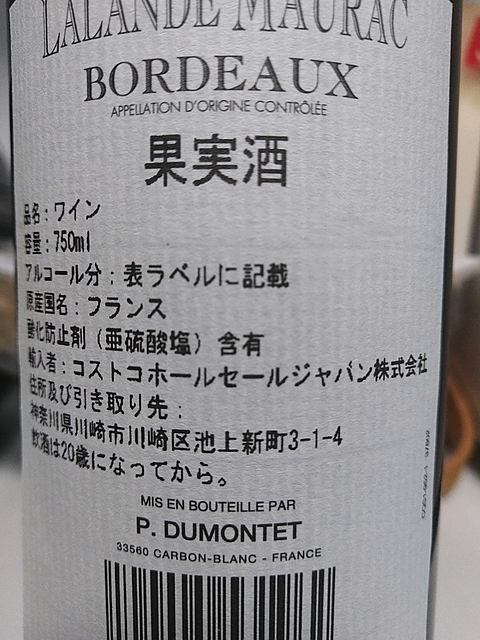 LALANDE MAURAC
BORDEAUX
APPELLATION D'ORIGINE CONTRÔLÉE
果実酒
品名：ワイン
容量：750ml
アルコール分：表ラベルに記載
原産国名：フランス
酸化防止剤（亜硫酸塩）含有
輸入者：コストコホールセールジャパン株式会社
住所及び引き取り先：
神奈川県川崎市川崎区池上新町3-1-4
飲酒は20歳になってから。
MIS EN BOUTEILLE PAR
P. DUMONTET
33560 CARBON-BLANC - FRANCE